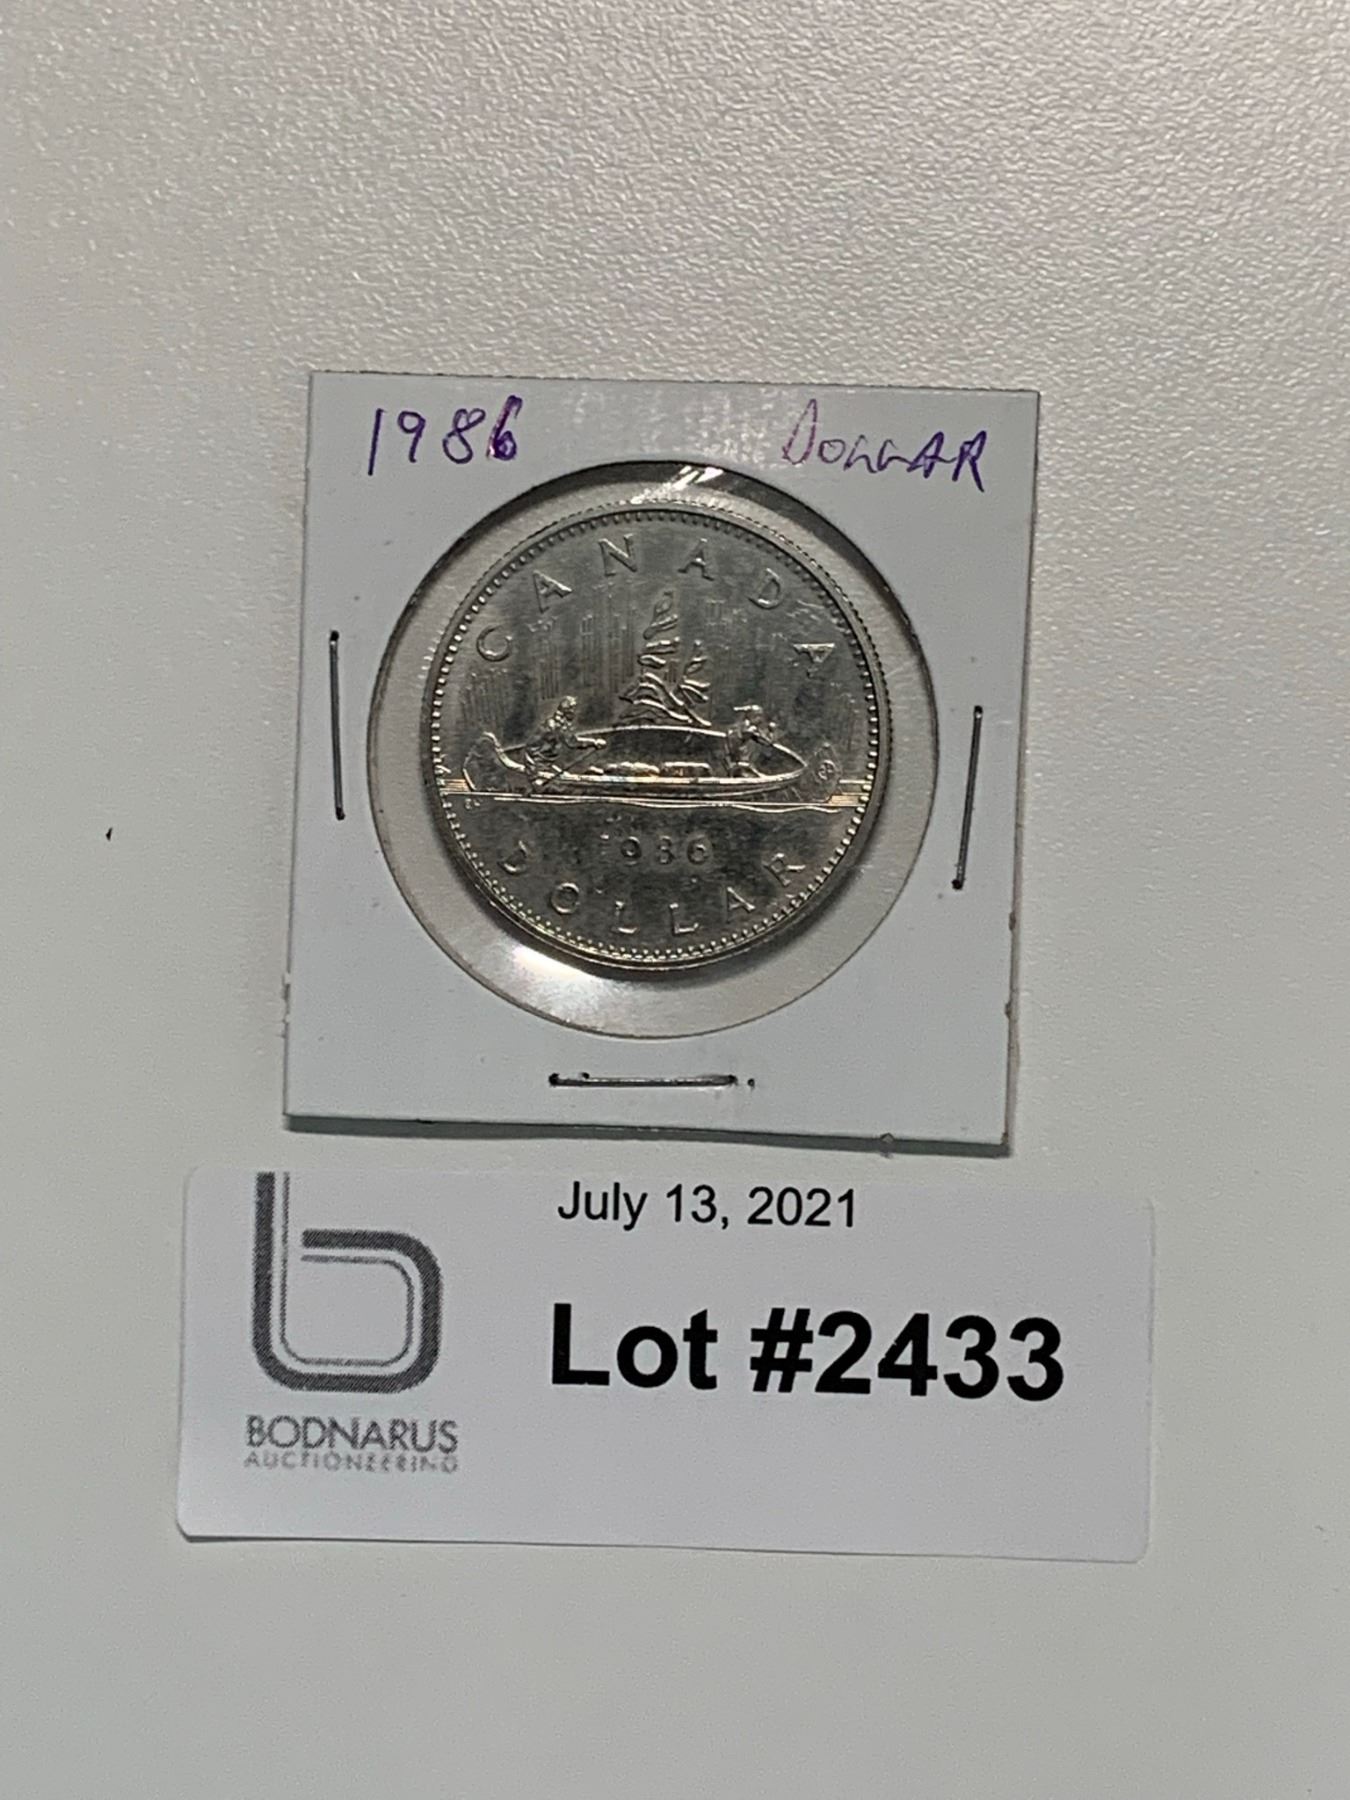 1986 DOLLAR
CANADA
1986
DOLLAR
July 13, 2021
Lot #2433
BODNARUS
AUCTIONEERING